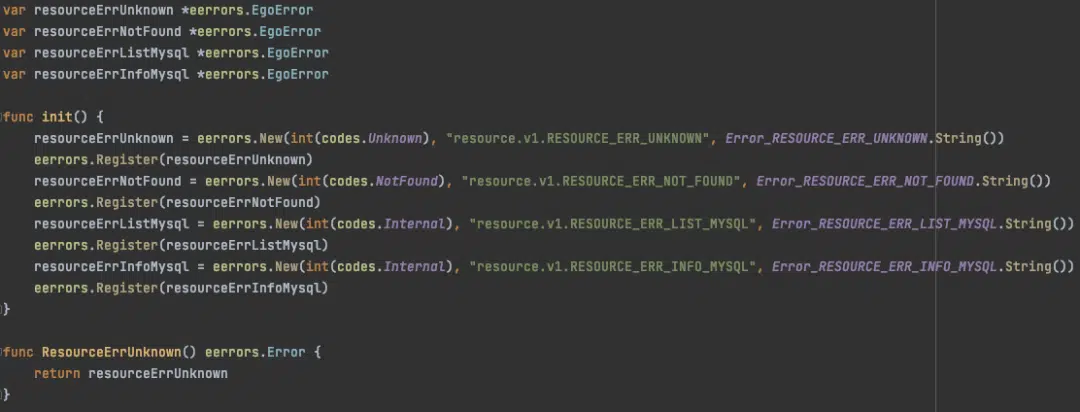 var resourceErrUnknown *eerrors.EgoError
var resourceErrNotFound *eerrors.EgoError
var resourceErrListMysql *eerrors.EgoError
var resourceErrInfoMysql *eerrors.EgoError
func init() {
resourceErrUnknown = eerrors.New(int(codes.Unknown), "resource.v1.RESOURCE_ERR_UNKNOWN", Error_RESOURCE_ERR_UNKNOWN.String())
eerrors.Register(resourceErrUnknown)
resourceErrNotFound = eerrors.New(int(codes.NotFound), "resource.v1.RESOURCE_ERR_NOT_FOUND", Error_RESOURCE_ERR_NOT_FOUND.String())
eerrors.Register(resourceErrNotFound)
resourceErrListMysql = eerrors.New(int(codes.Internal), "resource.v1.RESOURCE_ERR_LIST_MYSQL", Error_RESOURCE_ERR_LIST_MYSQL.String())
eerrors.Register(resourceErrListMysql)
resourceErrInfoMysql = eerrors.New(int(codes.Internal), "resource.v1.RESOURCE_ERR_INFO_MYSQL", Error_RESOURCE_ERR_INFO_MYSQL.String())
eerrors.Register(resourceErrInfoMysql)
}
func ResourceErrUnknown() eerrors.Error {
return resourceErrUnknown
}